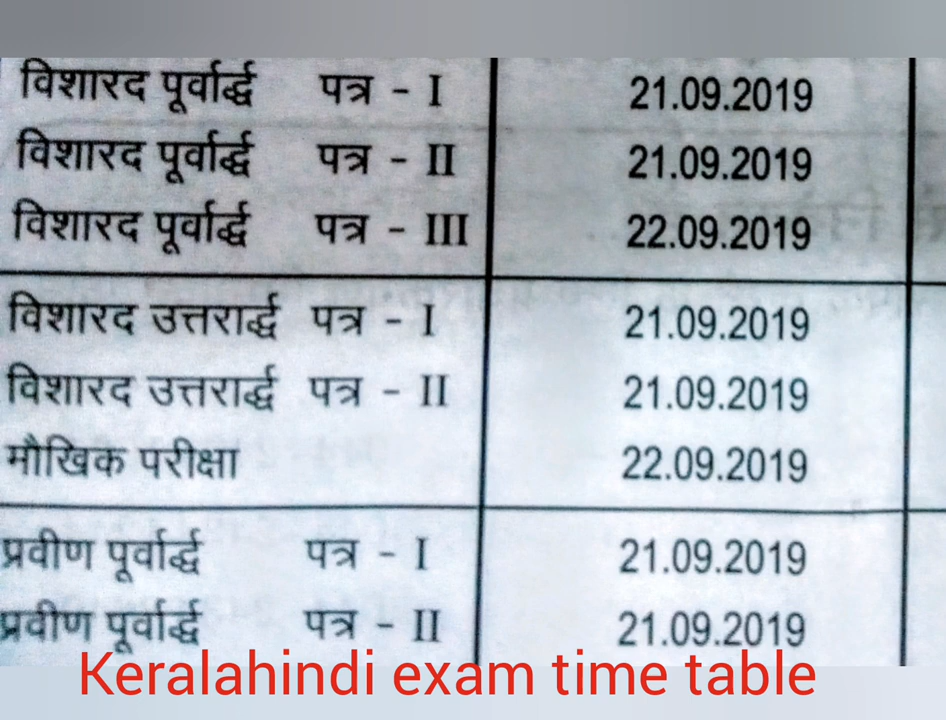 विशारद पूर्वार्द्ध पत्र - I 21.09.2019
विशारद पूर्वार्द्ध पत्र - II 21.09.2019
विशारद पूर्वार्द्ध पत्र - III 22.09.2019
विशारद उत्तरार्द्ध पत्र - I 21.09.2019
विशारद उत्तरार्द्ध पत्र - II 21.09.2019
मौखिक परीक्षा 22.09.2019
प्रवीण पूर्वार्द्ध पत्र - I 21.09.2019
प्रवीण पूर्वार्द्ध पत्र - II 21.09.2019
Keralahindi exam time table